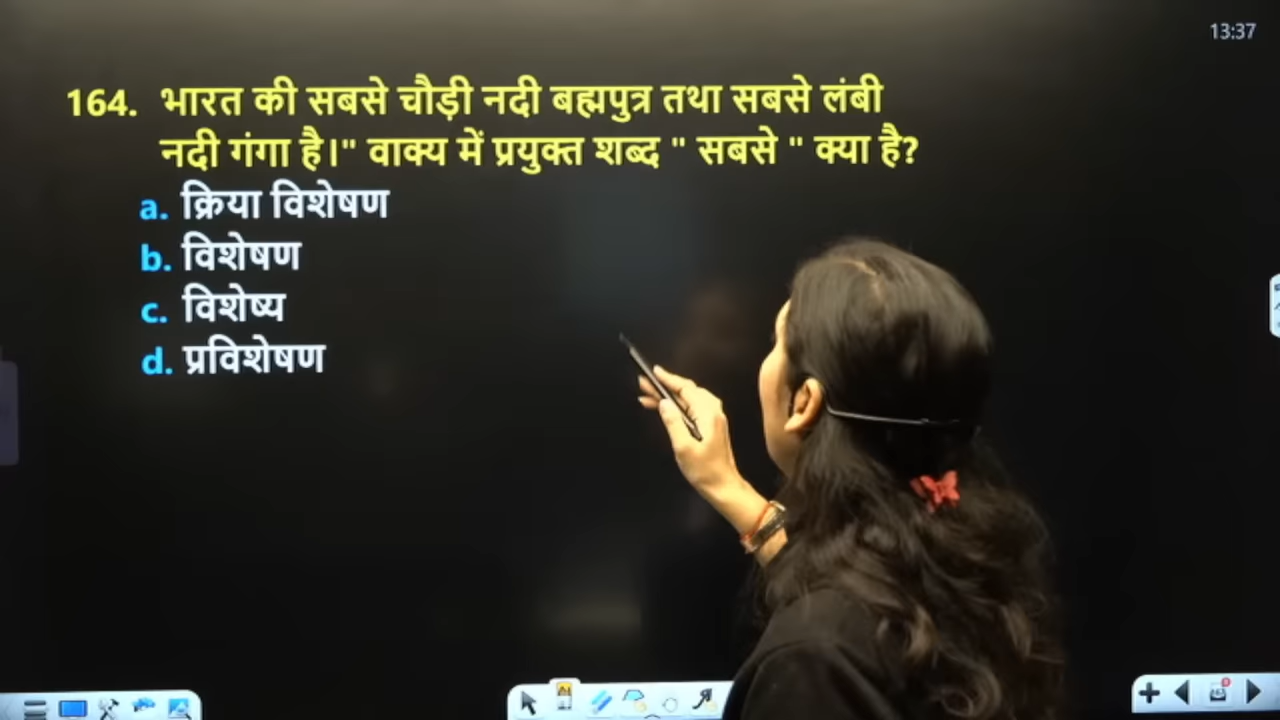 13:37
164. भारत की सबसे चौड़ी नदी बह्मपुत्र तथा सबसे लंबी
नदी गंगा है।" वाक्य में प्रयुक्त शब्द " सबसे " क्या है?
a. क्रिया विशेषण
b. विशेषण
c. विशेष्य
d. प्रविशेषण